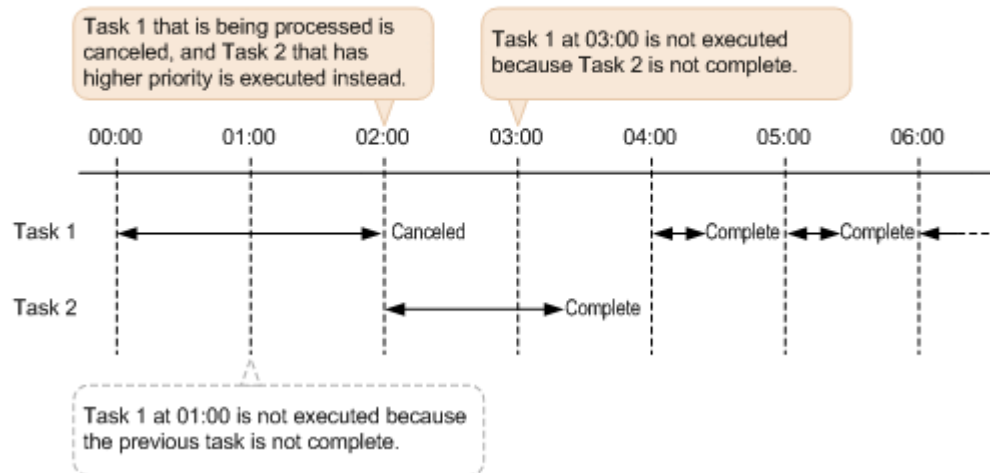 Task 1 that is being processed is
canceled, and Task 2 that has
higher priority is executed instead.
Task 1 at 03:00 is not executed
because Task 2 is not complete.
00:00 01:00 02:00 03:00 04:00 05:00 06:00
Task 1 Canceled Complete Complete
Task 2 Complete
Task 1 at 01:00 is not executed because
the previous task is not complete.